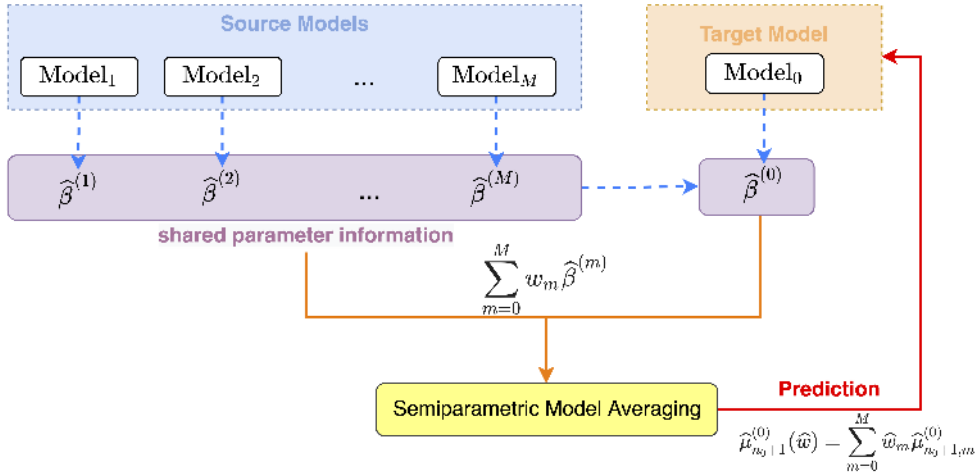 Source Models
Target Model
Model₁ Model₂ ... Model_M
Model₀
β̂⁽¹⁾ β̂⁽²⁾ ... β̂⁽ᴹ⁾
β̂⁽⁰⁾
shared parameter information
∑_{m=0}^{M} w_m β̂^{(m)}
Semiparametric Model Averaging
Prediction
μ̂_{n₀+1}^{(0)}(ŵ) = ∑_{m=0}^{M} ŵ_m μ̂_{n₀+1,m}^{(0)}